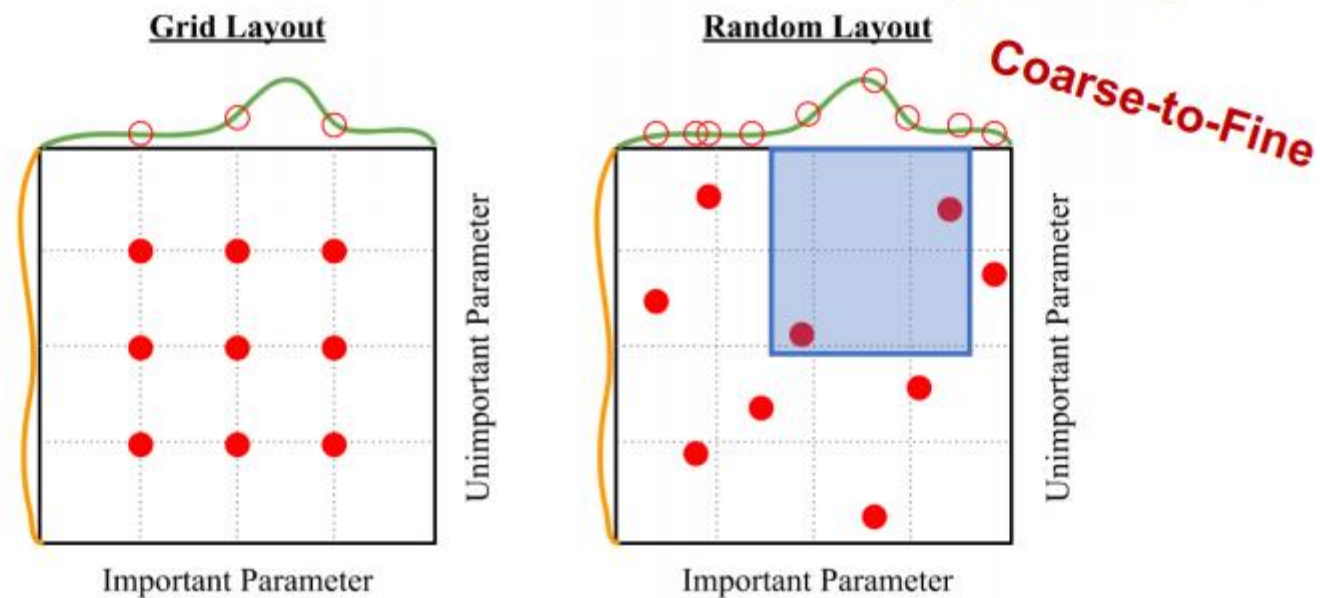 Grid Layout
Random Layout
Coarse-to-Fine
Unimportant Parameter
Unimportant Parameter
Important Parameter
Important Parameter